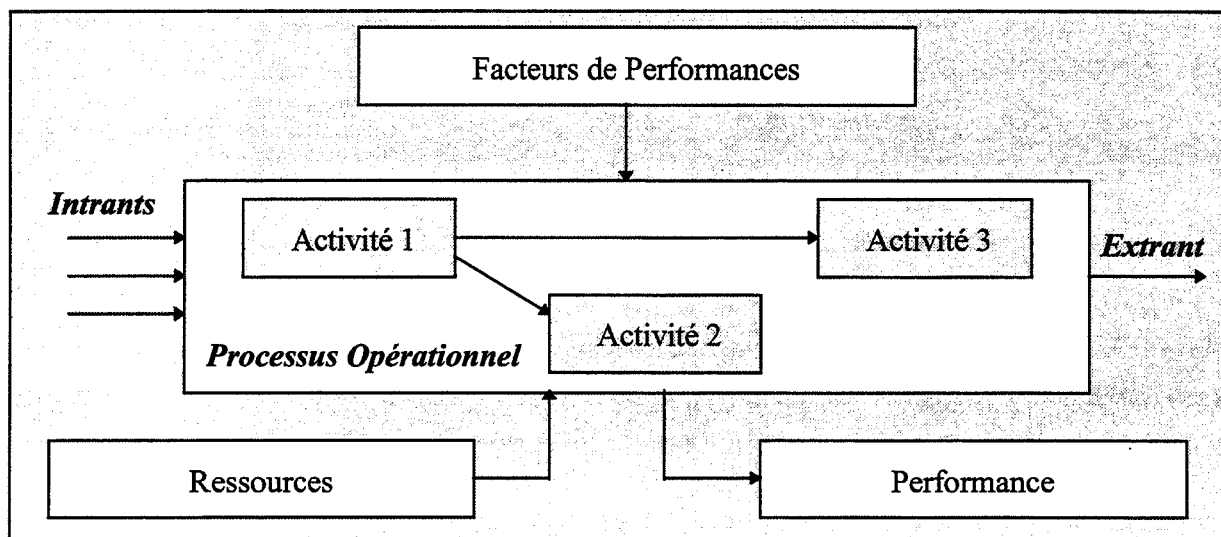 Facteurs de Performances
Intrants
Activité 1
Activité 3
Extrant
Activité 2
Processus Opérationnel
Ressources
Performance